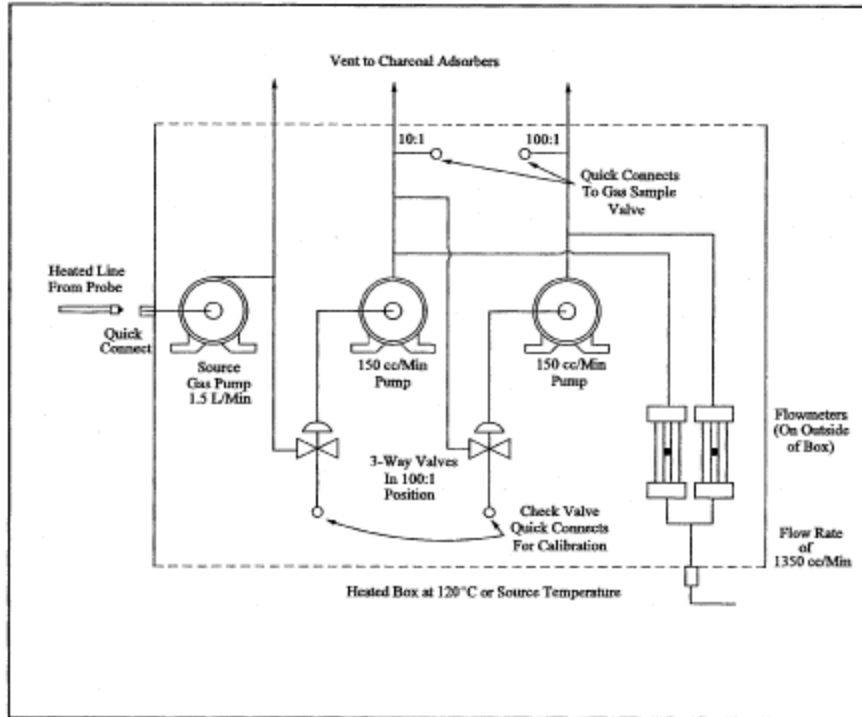 Vent to Charcoal Adsorbers
10:1
100:1
Quick Connects
To Gas Sample
Valve
Heated Line
From Probe
Quick
Connect
Source
Gas Pump
1.5 L/Min
150 cc/Min
Pump
150 cc/Min
Pump
Flowmeters
(On Outside
of Box)
3-Way Valves
In 100:1
Position
Check Valve
Quick Connects
For Calibration
Flow Rate
of
1350 cc/Min
Heated Box at 120°C or Source Temperature